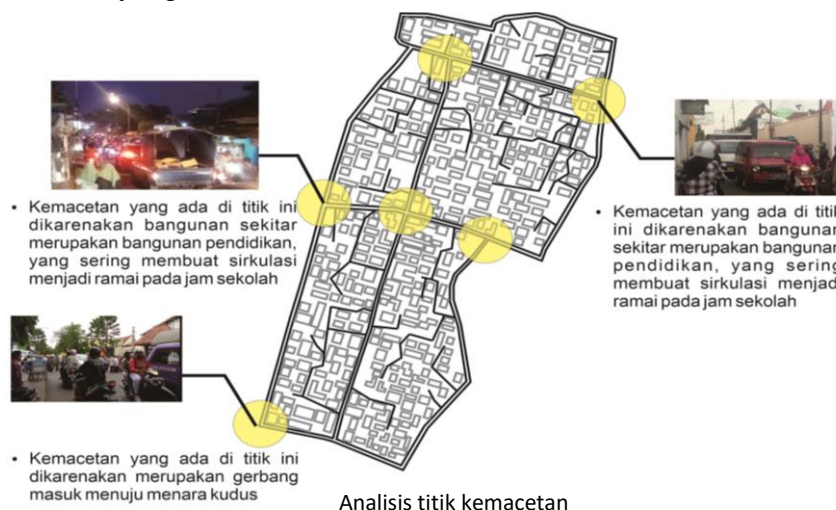 • Kemacetan yang ada di titik ini
dikarenakan bangunan sekitar
merupakan bangunan pendidikan,
yang sering membuat sirkulasi
menjadi ramai pada jam sekolah
• Kemacetan yang ada di titik
ini dikarenakan bangunan
sekitar merupakan bangunan
pendidikan, yang sering
membuat sirkulasi menjadi
ramai pada jam sekolah
• Kemacetan yang ada di titik ini
dikarenakan merupakan gerbang
masuk menuju menara kudus
Analisis titik kemacetan